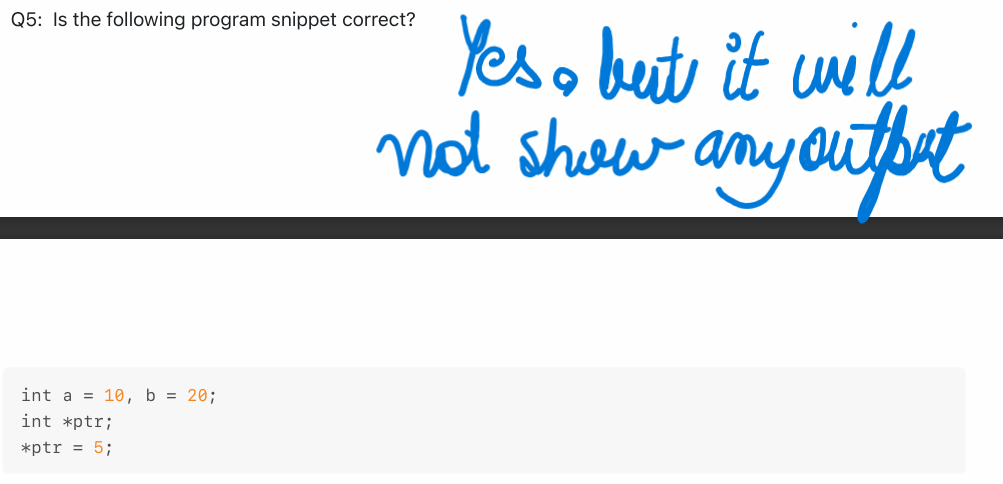 Q5: Is the following program snippet correct?
Yes, but it will
not show any output
int a = 10, b = 20;
int *ptr;
*ptr = 5;